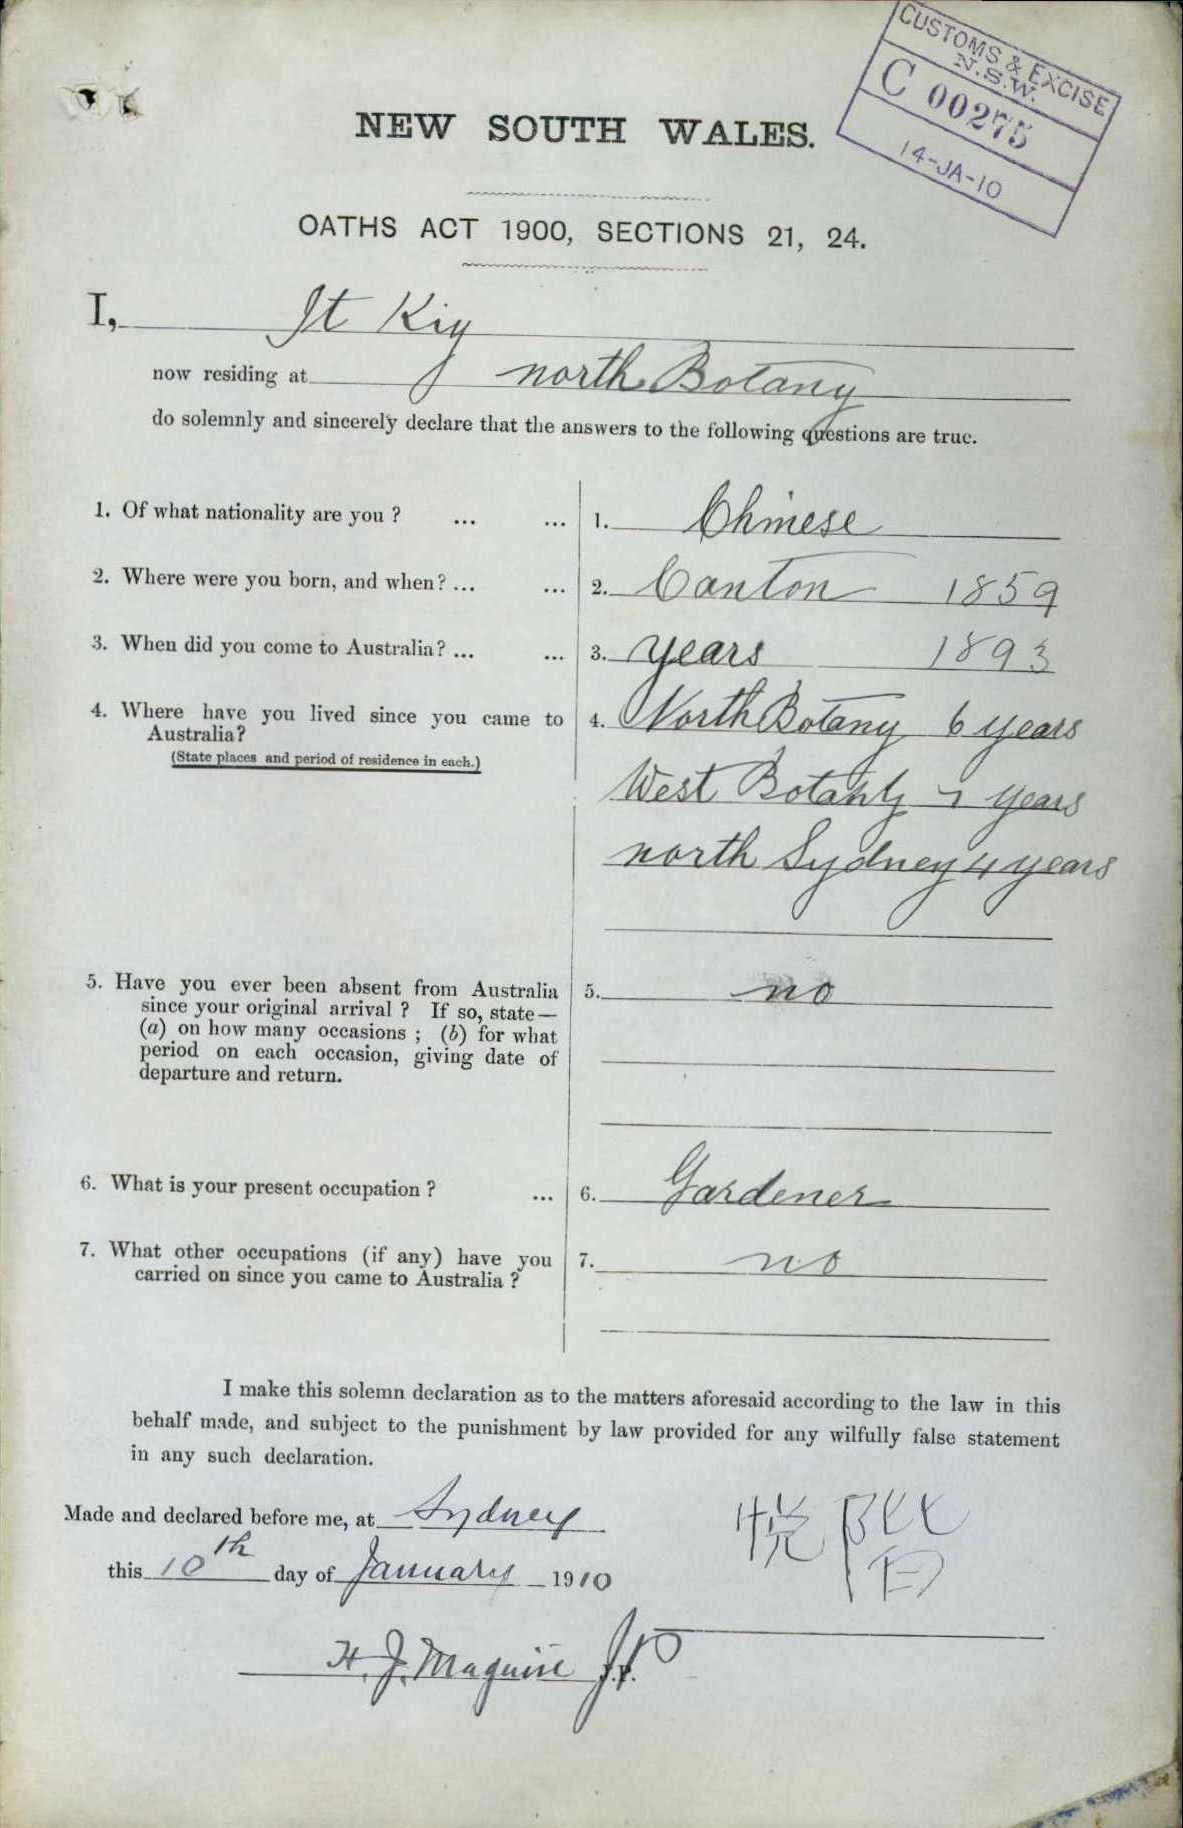 CUSTOMS & EXCISE
N.S.W.
C 00275
14-JA-10
NEW SOUTH WALES.
OATHS ACT 1900, SECTIONS 21, 24.
I, Jt Kig
now residing at north Botany
do solemnly and sincerely declare that the answers to the following questions are true.
1. Of what nationality are you ? ... ... 1. Chinese
2. Where were you born, and when? ... ... 2. Canton 1859
3. When did you come to Australia? ... ... 3. years 1893
4. Where have you lived since you came to 4. North Botany 6 years
Australia?
(State places and period of residence in each.)
West Botany 7 years
north Sydney 4 years
5. Have you ever been absent from Australia 5. no
since your original arrival ? If so, state—
(a) on how many occasions ; (b) for what
period on each occasion, giving date of
departure and return.
6. What is your present occupation ? ... 6. Gardener
7. What other occupations (if any) have you 7. no
carried on since you came to Australia ?
I make this solemn declaration as to the matters aforesaid according to the law in this
behalf made, and subject to the punishment by law provided for any wilfully false statement
in any such declaration.
Made and declared before me, at Sydney
悦階
this 10th day of January 1910
H. J. Maguire J.P.